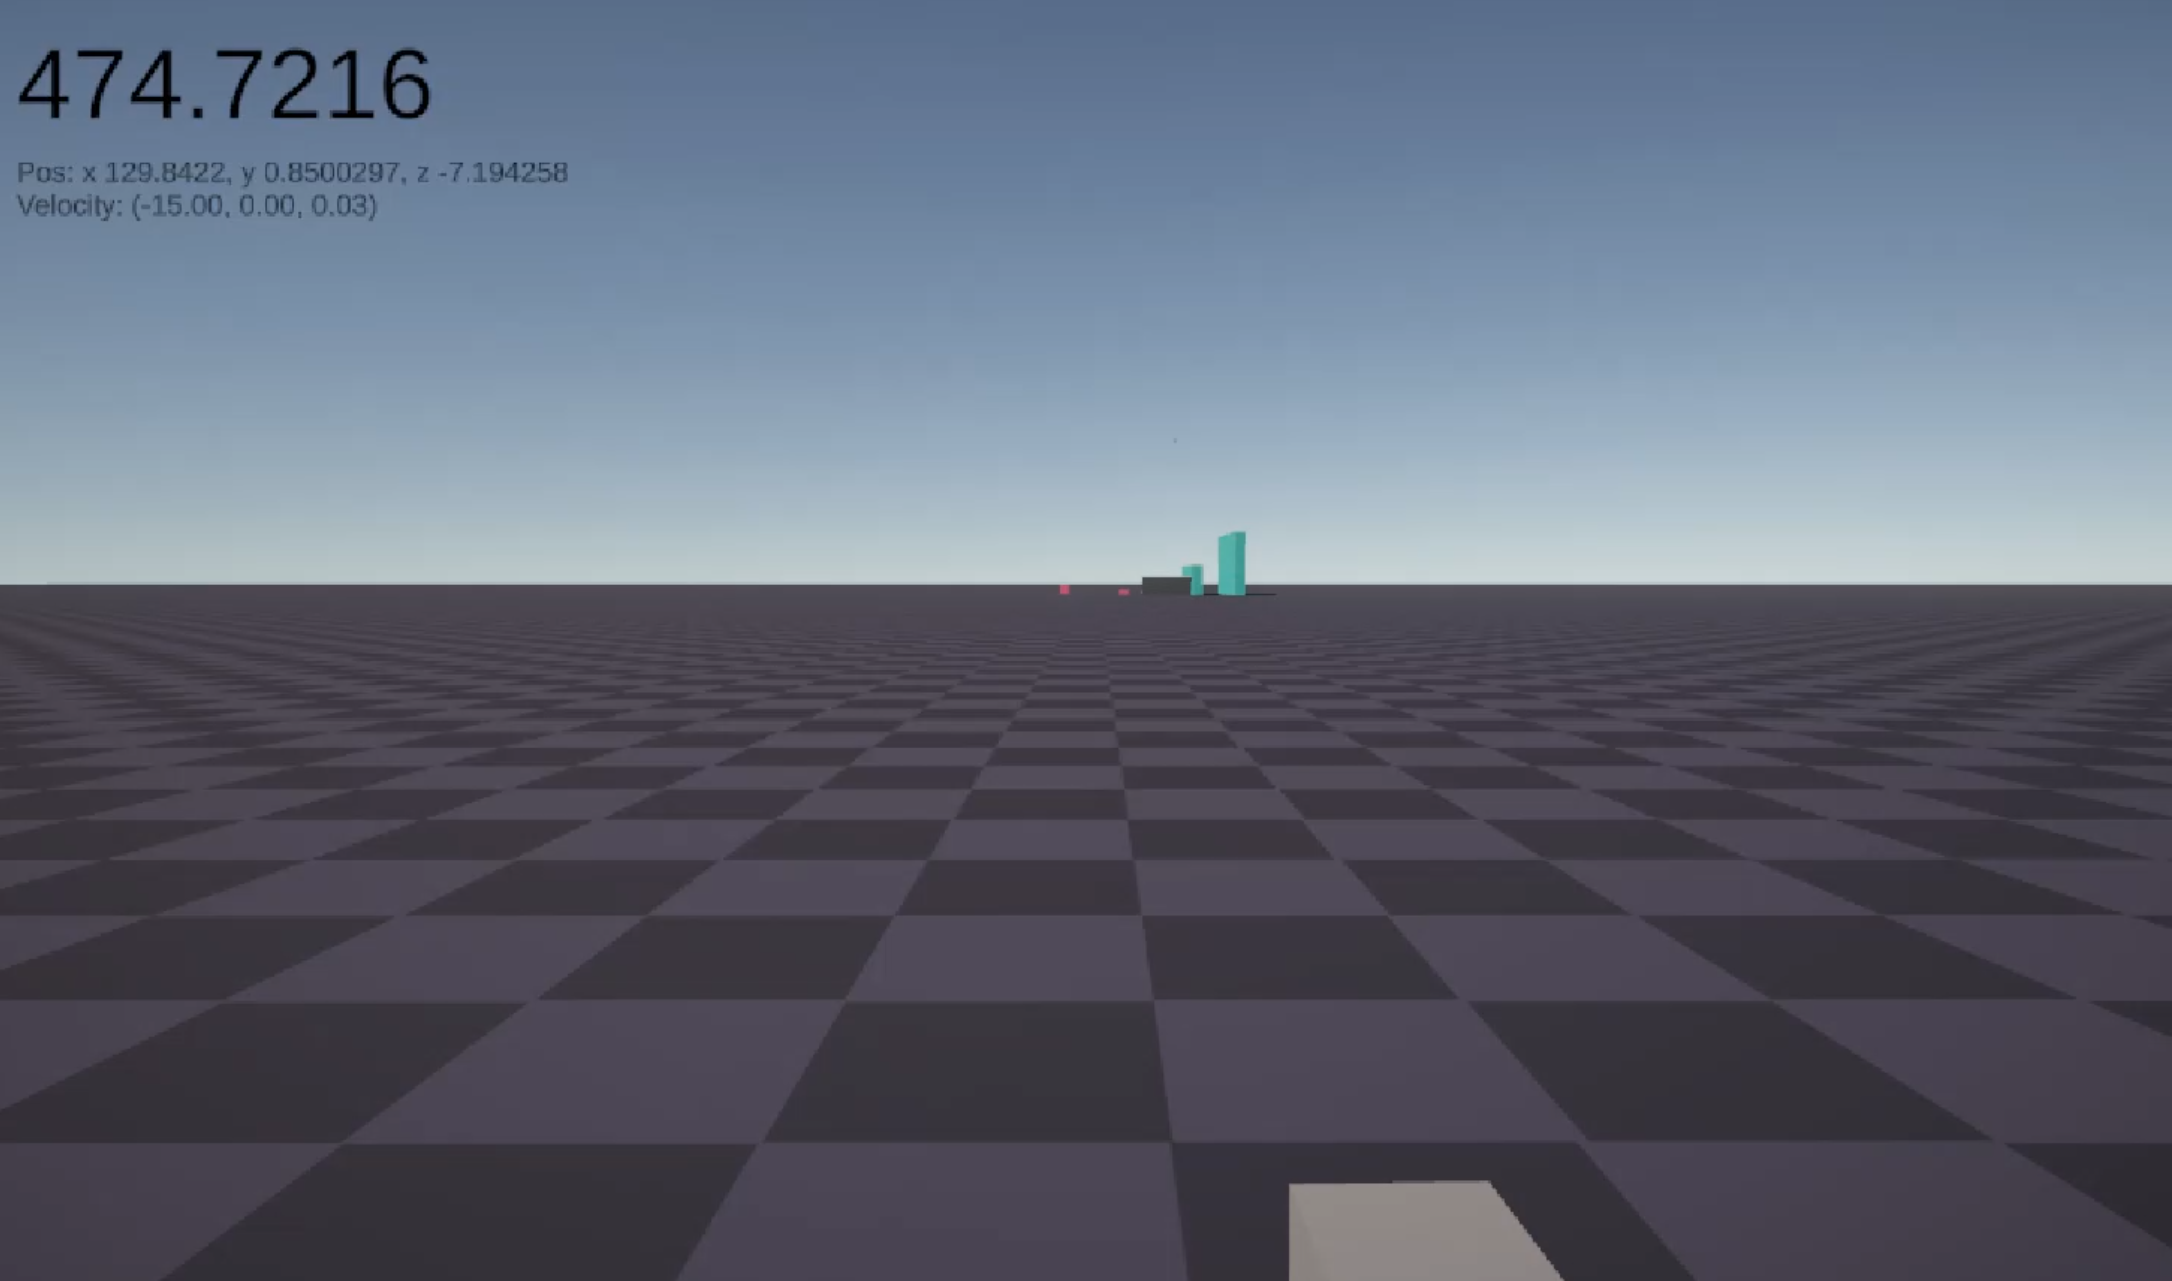 474.7216
Pos: x 129.8422, y 0.8500297, z -7.194258
Velocity: (-15.00, 0.00, 0.03)